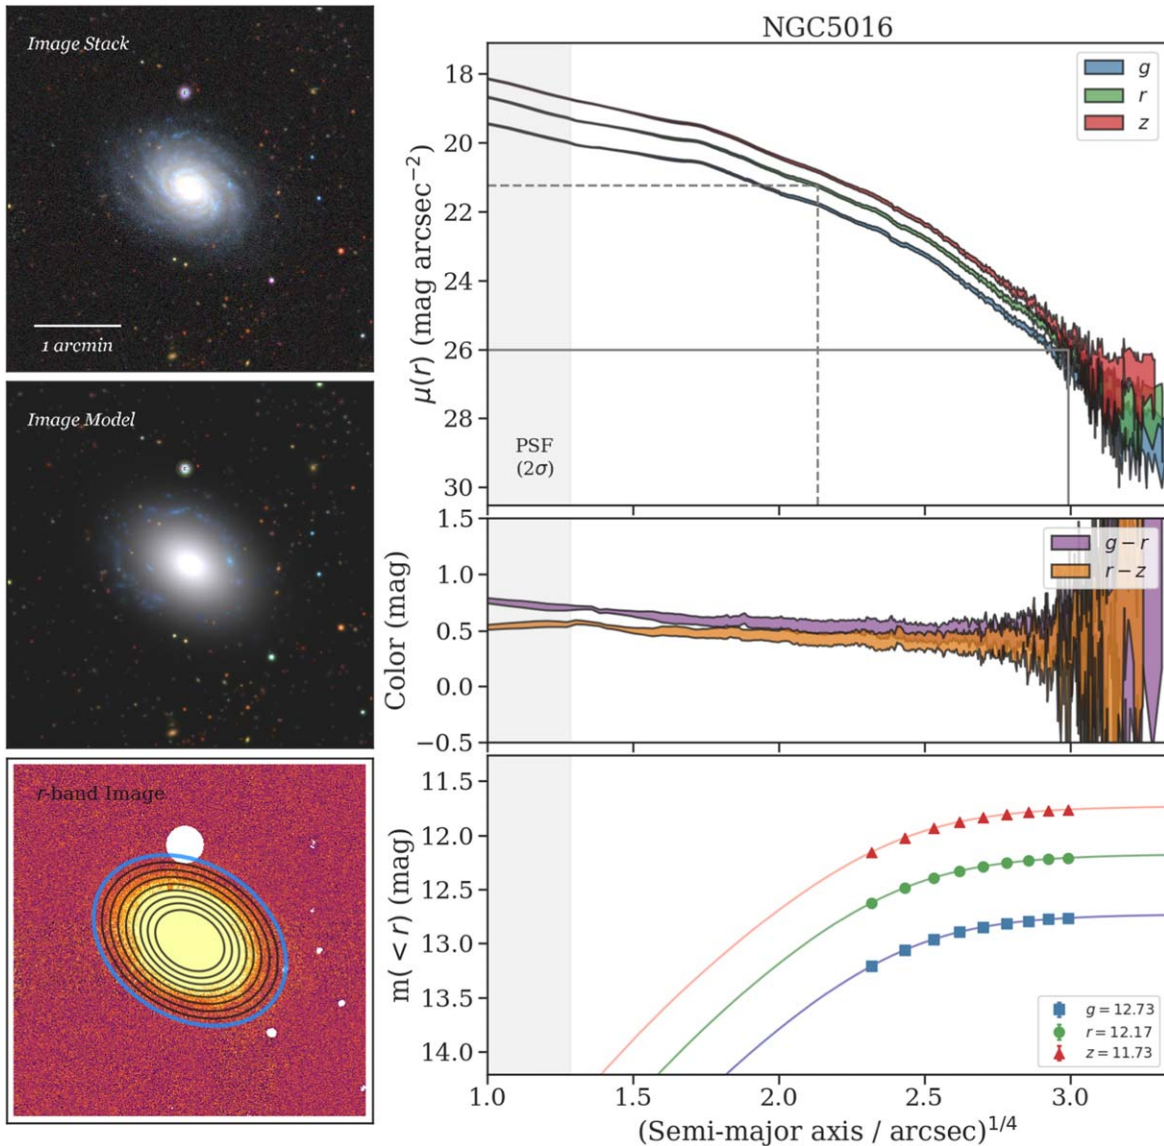 Image Stack
1 arcmin
Image Model
r-band Image
NGC5016
g
r
z
18
20
22
24
26
28
30
μ(r) (mag arcsec⁻²)
PSF
(2σ)
1.5
1.0
0.5
0.0
−0.5
Color (mag)
g − r
r − z
11.5
12.0
12.5
13.0
13.5
14.0
m( < r) (mag)
g = 12.73
r = 12.17
z = 11.73
1.0
1.5
2.0
2.5
3.0
(Semi-major axis / arcsec)^{1/4}